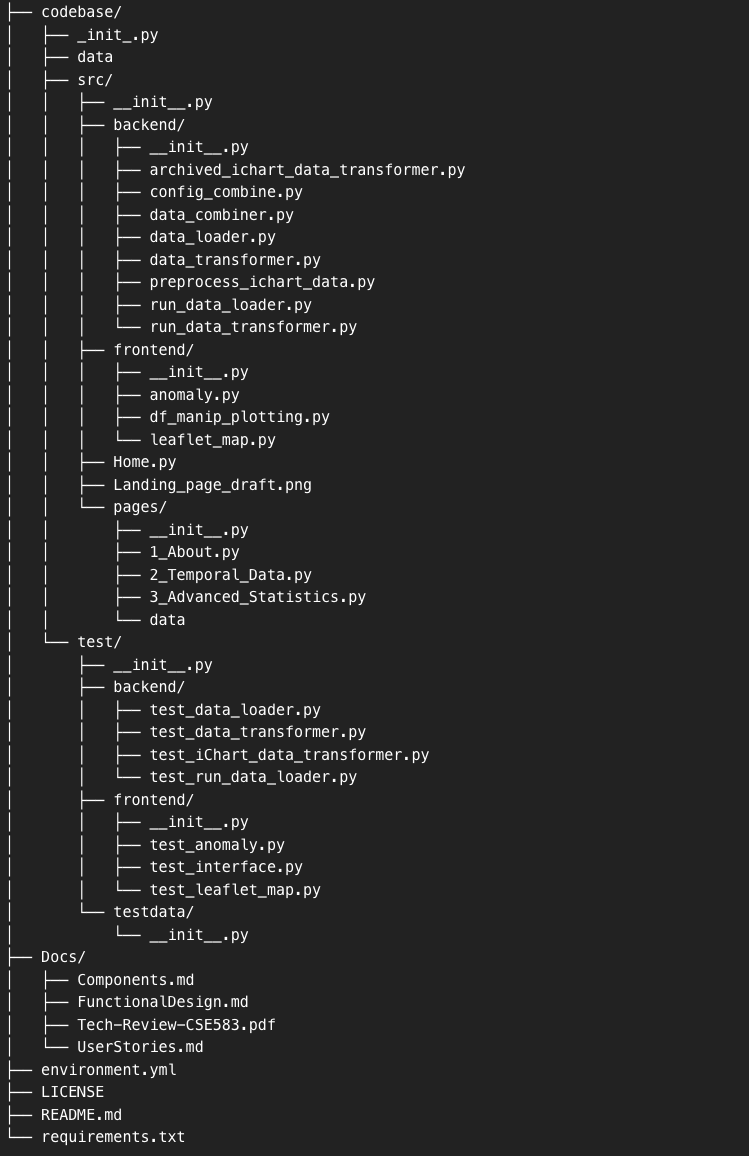 ├── codebase/
│   ├── _init_.py
│   ├── data
│   ├── src/
│   │   ├── __init__.py
│   │   ├── backend/
│   │   │   ├── __init__.py
│   │   │   ├── archived_ichart_data_transformer.py
│   │   │   ├── config_combine.py
│   │   │   ├── data_combiner.py
│   │   │   ├── data_loader.py
│   │   │   ├── data_transformer.py
│   │   │   ├── preprocess_ichart_data.py
│   │   │   ├── run_data_loader.py
│   │   │   └── run_data_transformer.py
│   │   ├── frontend/
│   │   │   ├── __init__.py
│   │   │   ├── anomaly.py
│   │   │   ├── df_manip_plotting.py
│   │   │   └── leaflet_map.py
│   │   ├── Home.py
│   │   ├── Landing_page_draft.png
│   │   └── pages/
│   │       ├── __init__.py
│   │       ├── 1_About.py
│   │       ├── 2_Temporal_Data.py
│   │       ├── 3_Advanced_Statistics.py
│   │       └── data
│   └── test/
│       ├── __init__.py
│       ├── backend/
│       │   ├── test_data_loader.py
│       │   ├── test_data_transformer.py
│       │   ├── test_iChart_data_transformer.py
│       │   └── test_run_data_loader.py
│       ├── frontend/
│       │   ├── __init__.py
│       │   ├── test_anomaly.py
│       │   ├── test_interface.py
│       │   └── test_leaflet_map.py
│       └── testdata/
│           └── __init__.py
├── Docs/
│   ├── Components.md
│   ├── FunctionalDesign.md
│   ├── Tech-Review-CSE583.pdf
│   └── UserStories.md
├── environment.yml
├── LICENSE
├── README.md
└── requirements.txt